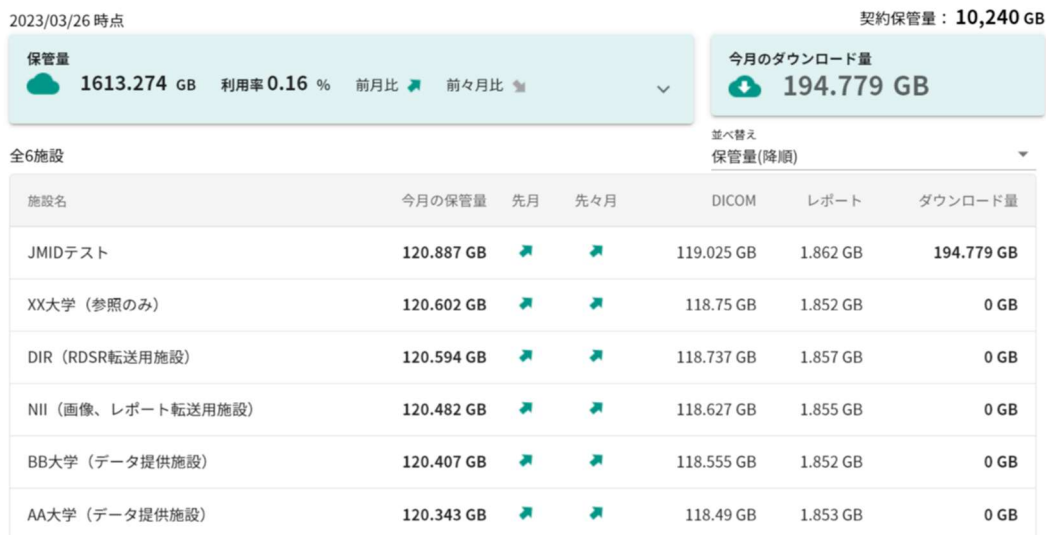 2023/03/26 時点
契約保管量： 10,240 GB
保管量
1613.274 GB 利用率 0.16 % 前月比 前々月比
今月のダウンロード量
194.779 GB
並べ替え
保管量(降順)
全6施設
施設名 今月の保管量 先月 先々月 DICOM レポート ダウンロード量
JMIDテスト 120.887 GB 119.025 GB 1.862 GB 194.779 GB
XX大学（参照のみ） 120.602 GB 118.75 GB 1.852 GB 0 GB
DIR（RDSR転送用施設） 120.594 GB 118.737 GB 1.857 GB 0 GB
NII（画像、レポート転送用施設） 120.482 GB 118.627 GB 1.855 GB 0 GB
BB大学（データ提供施設） 120.407 GB 118.555 GB 1.852 GB 0 GB
AA大学（データ提供施設） 120.343 GB 118.49 GB 1.853 GB 0 GB